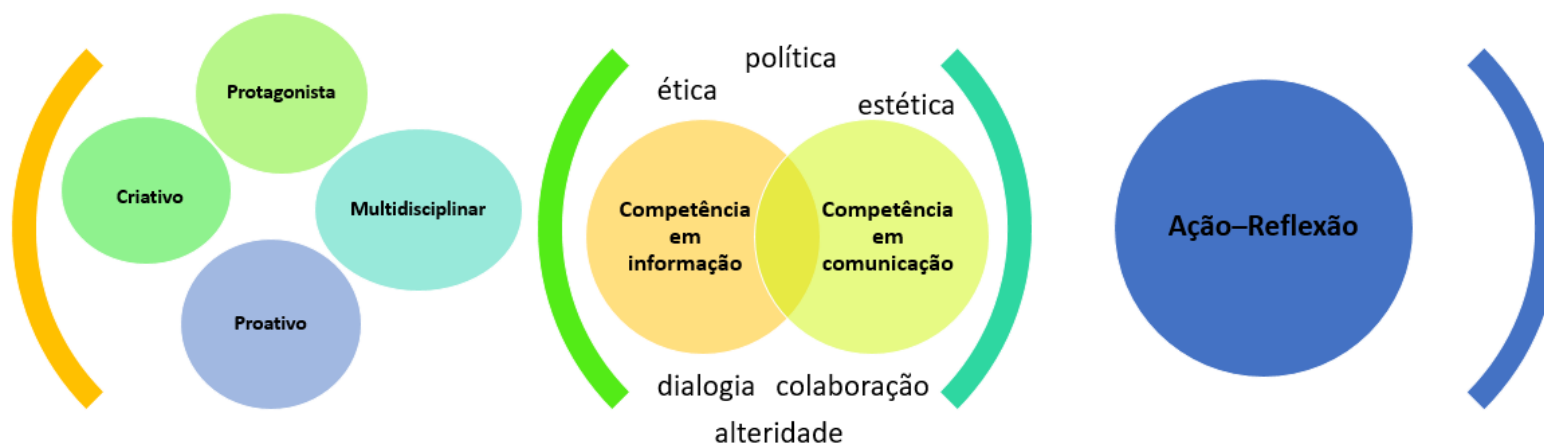 Protagonista
Criativo
Multidisciplinar
Proativo
política
ética
estética
Competência
em
informação
Competência
em
comunicação
dialogia
colaboração
alteridade
Ação–Reflexão